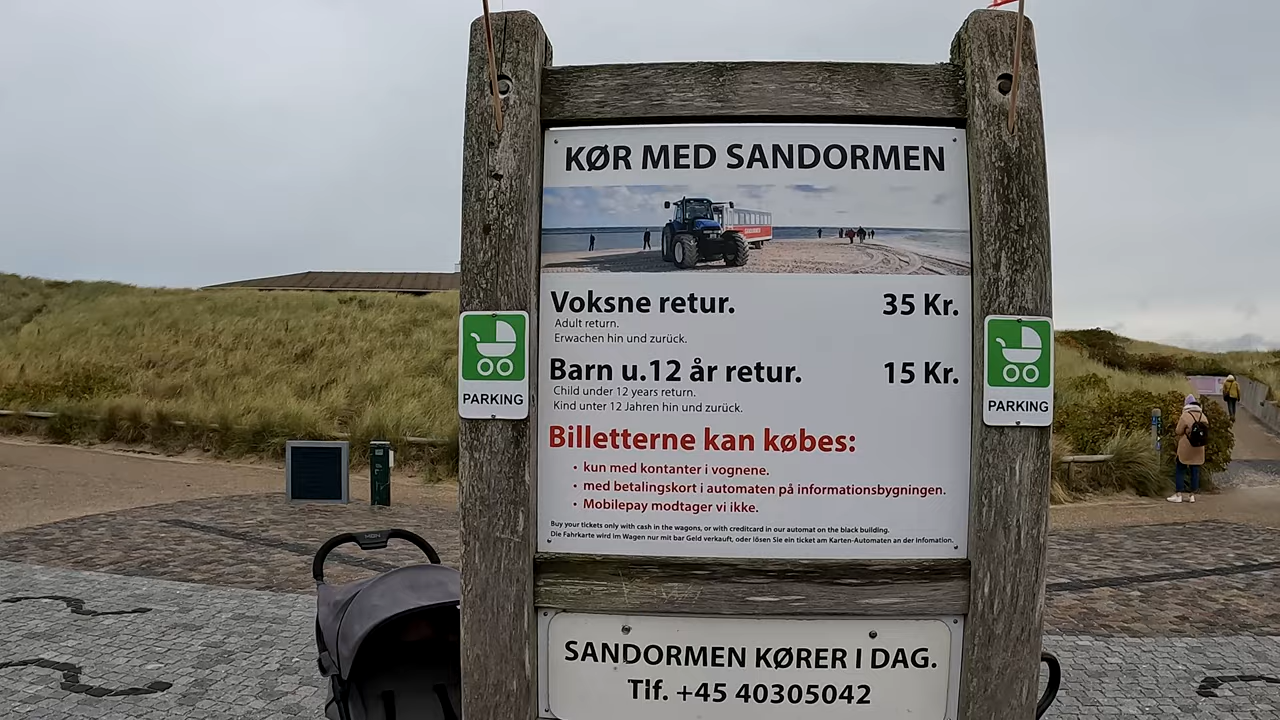 KØR MED SANDORMEN
Voksne retur. 35 Kr.
Adult return.
Erwachen hin und zurück.
Barn u.12 år retur. 15 Kr.
Child under 12 years return.
Kind unter 12 Jahren hin und zurück.
PARKING
PARKING
Billetterne kan købes:
• kun med kontanter i vognene.
• med betalingskort i automaten på informationsbygningen.
• Mobilepay modtager vi ikke.
Buy your tickets only with cash in the wagons, or with creditcard in our automat on the black building.
Die Fahrkarte wird im Wagen nur mit bar Geld verkauft, oder lösen Sie ein ticket am Karten-Automaten an der Infomation.
SANDORMEN KØRER I DAG.
Tlf. +45 40305042